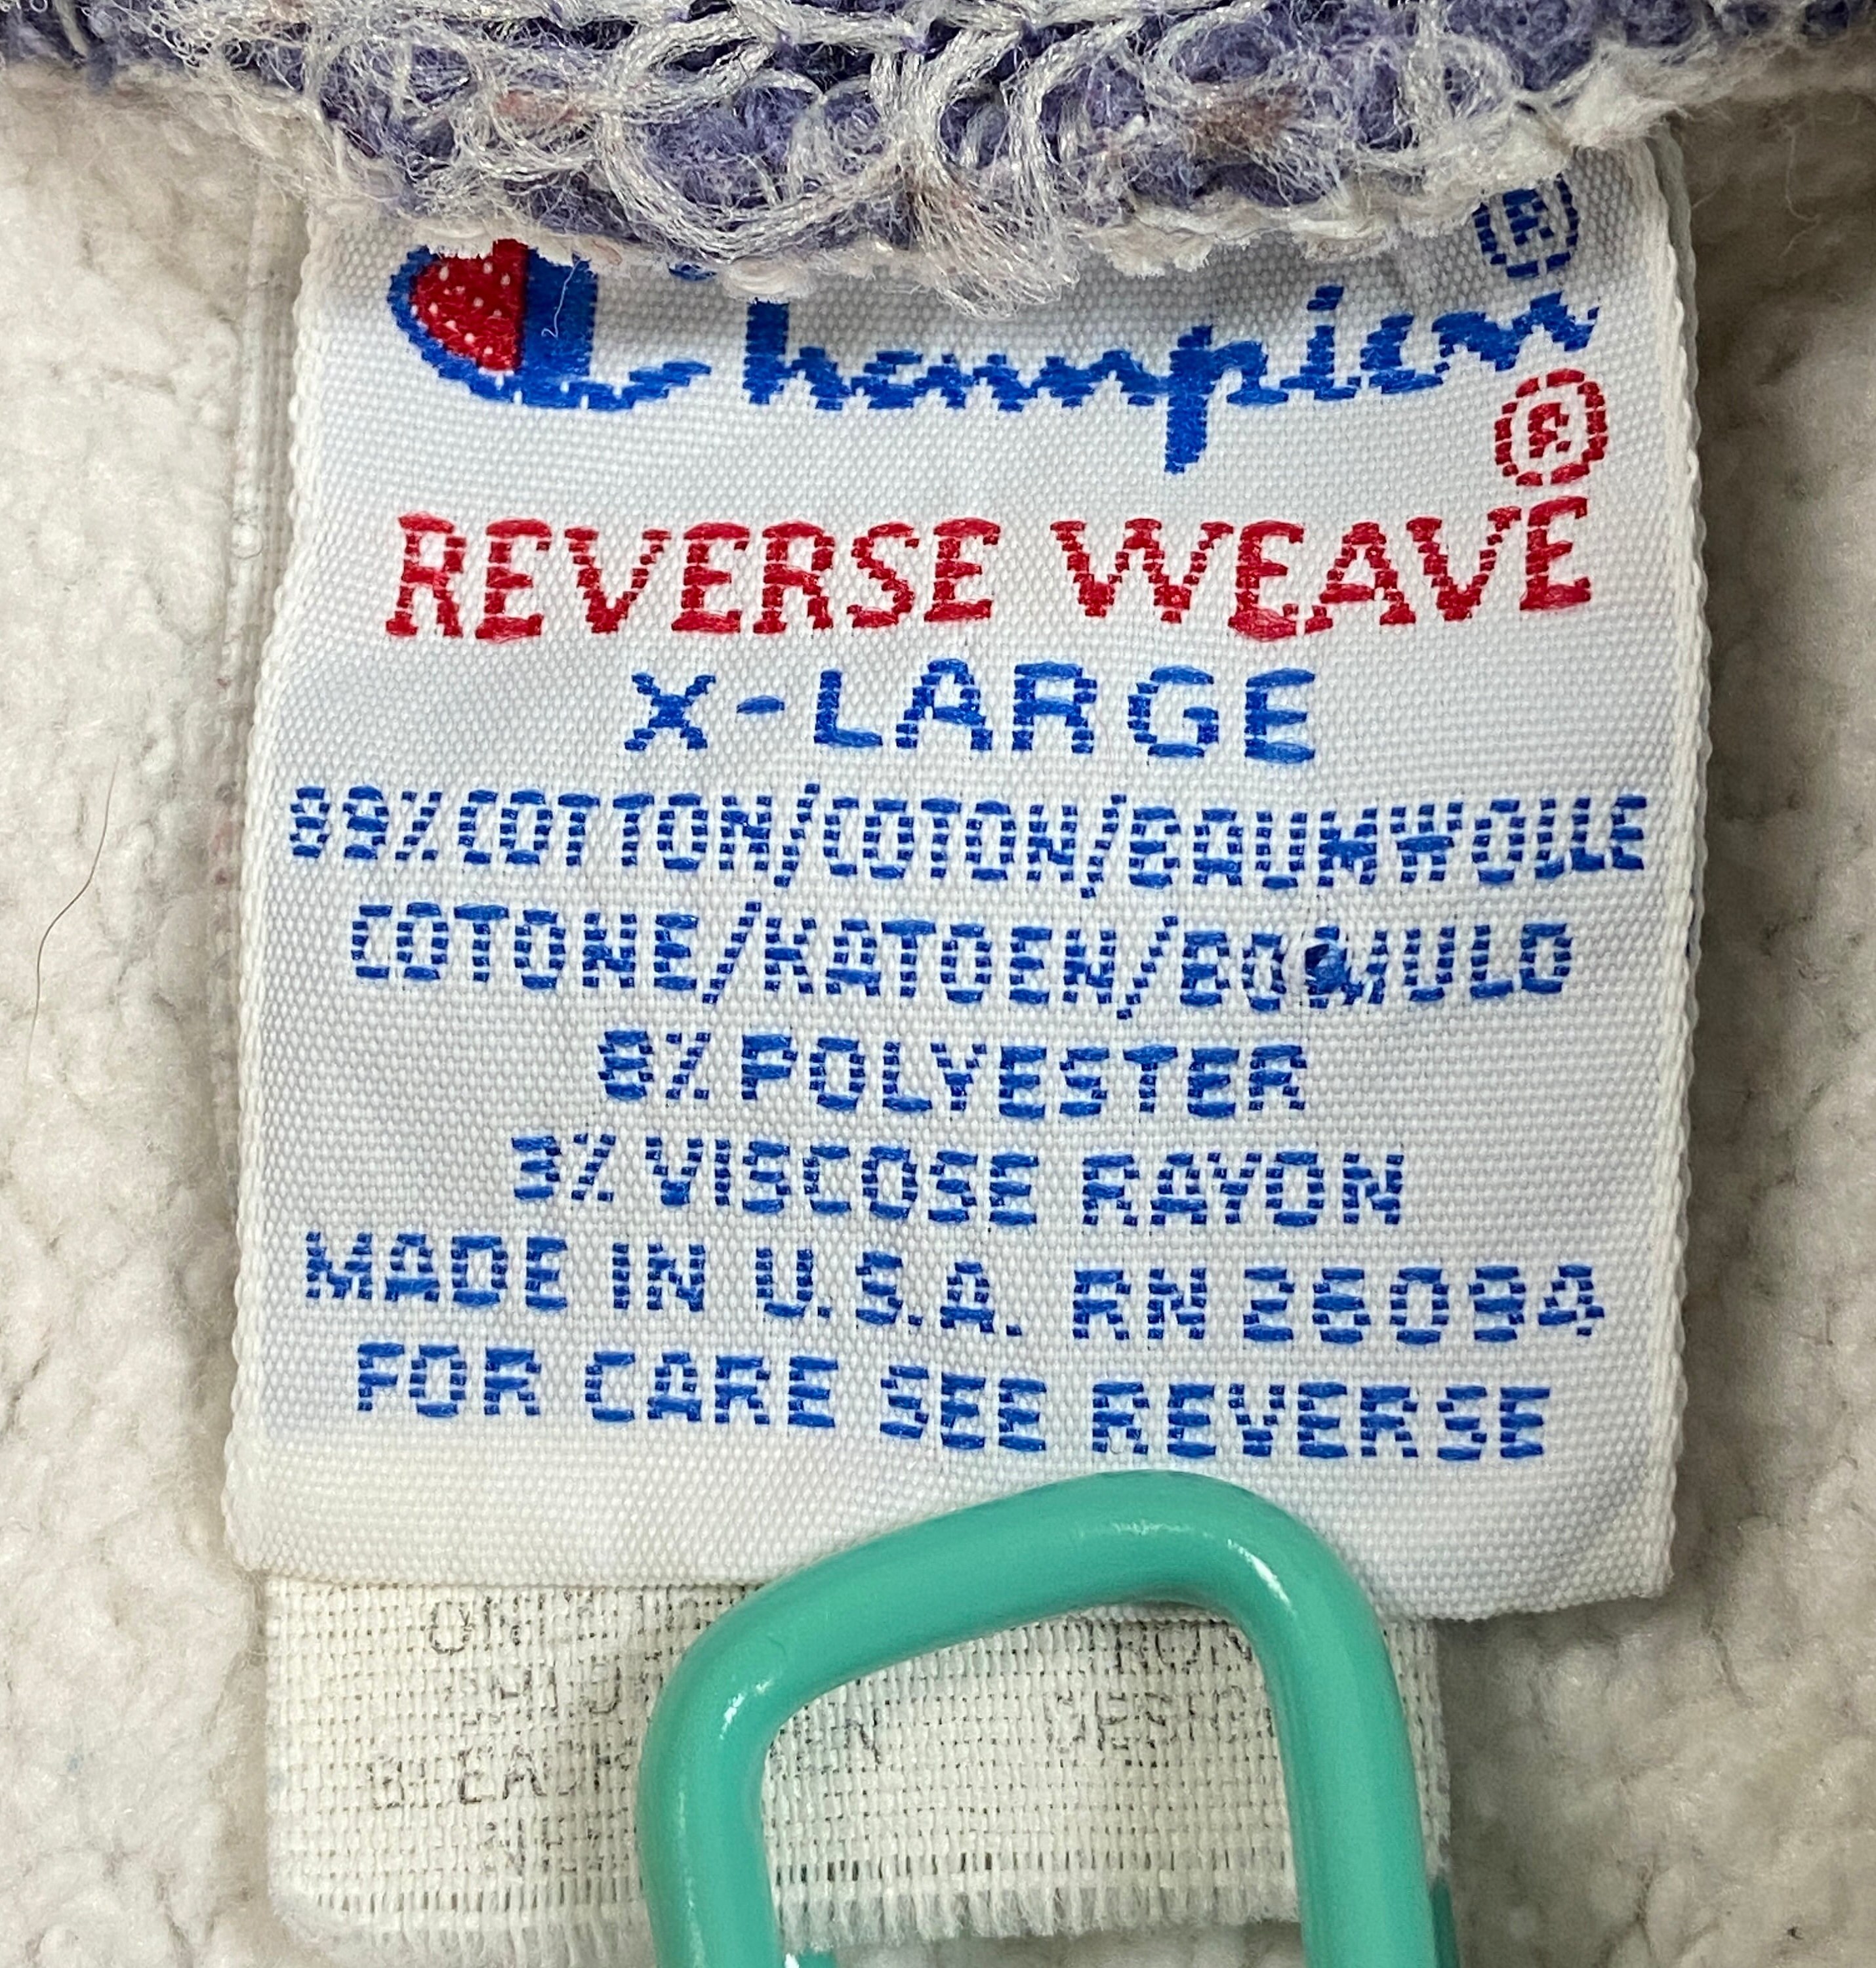 Champion®
®
REVERSE WEAVE
X-LARGE
89% COTTON/COTON/BAUMWOLLE
COTONE/KATOEN/BOMULD
8% POLYESTER
3% VISCOSE RAYON
MADE IN U.S.A. RN 26094
FOR CARE SEE REVERSE